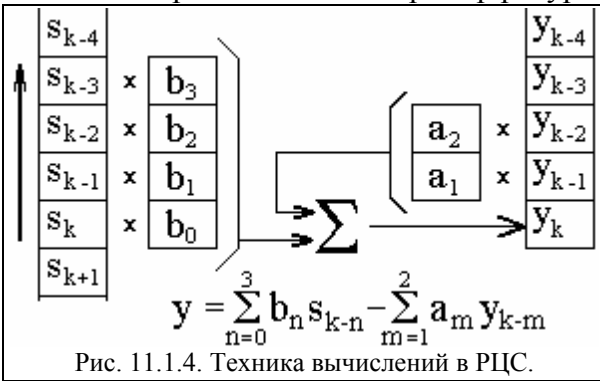 s_{k-4} y_{k-4}
s_{k-3} × b_3 y_{k-3}
s_{k-2} × b_2 a_2 × y_{k-2}
s_{k-1} × b_1 a_1 × y_{k-1}
s_k × b_0 Σ y_k
s_{k+1}
y = \sum_{n=0}^{3} b_n s_{k-n} - \sum_{m=1}^{2} a_m y_{k-m}
Рис. 11.1.4. Техника вычислений в РЦС.